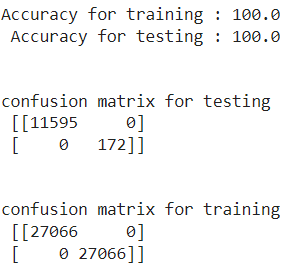 Accuracy for training : 100.0
Accuracy for testing : 100.0
confusion matrix for testing
[[11595     0]
[    0   172]]
confusion matrix for training
[[27066     0]
[    0 27066]]